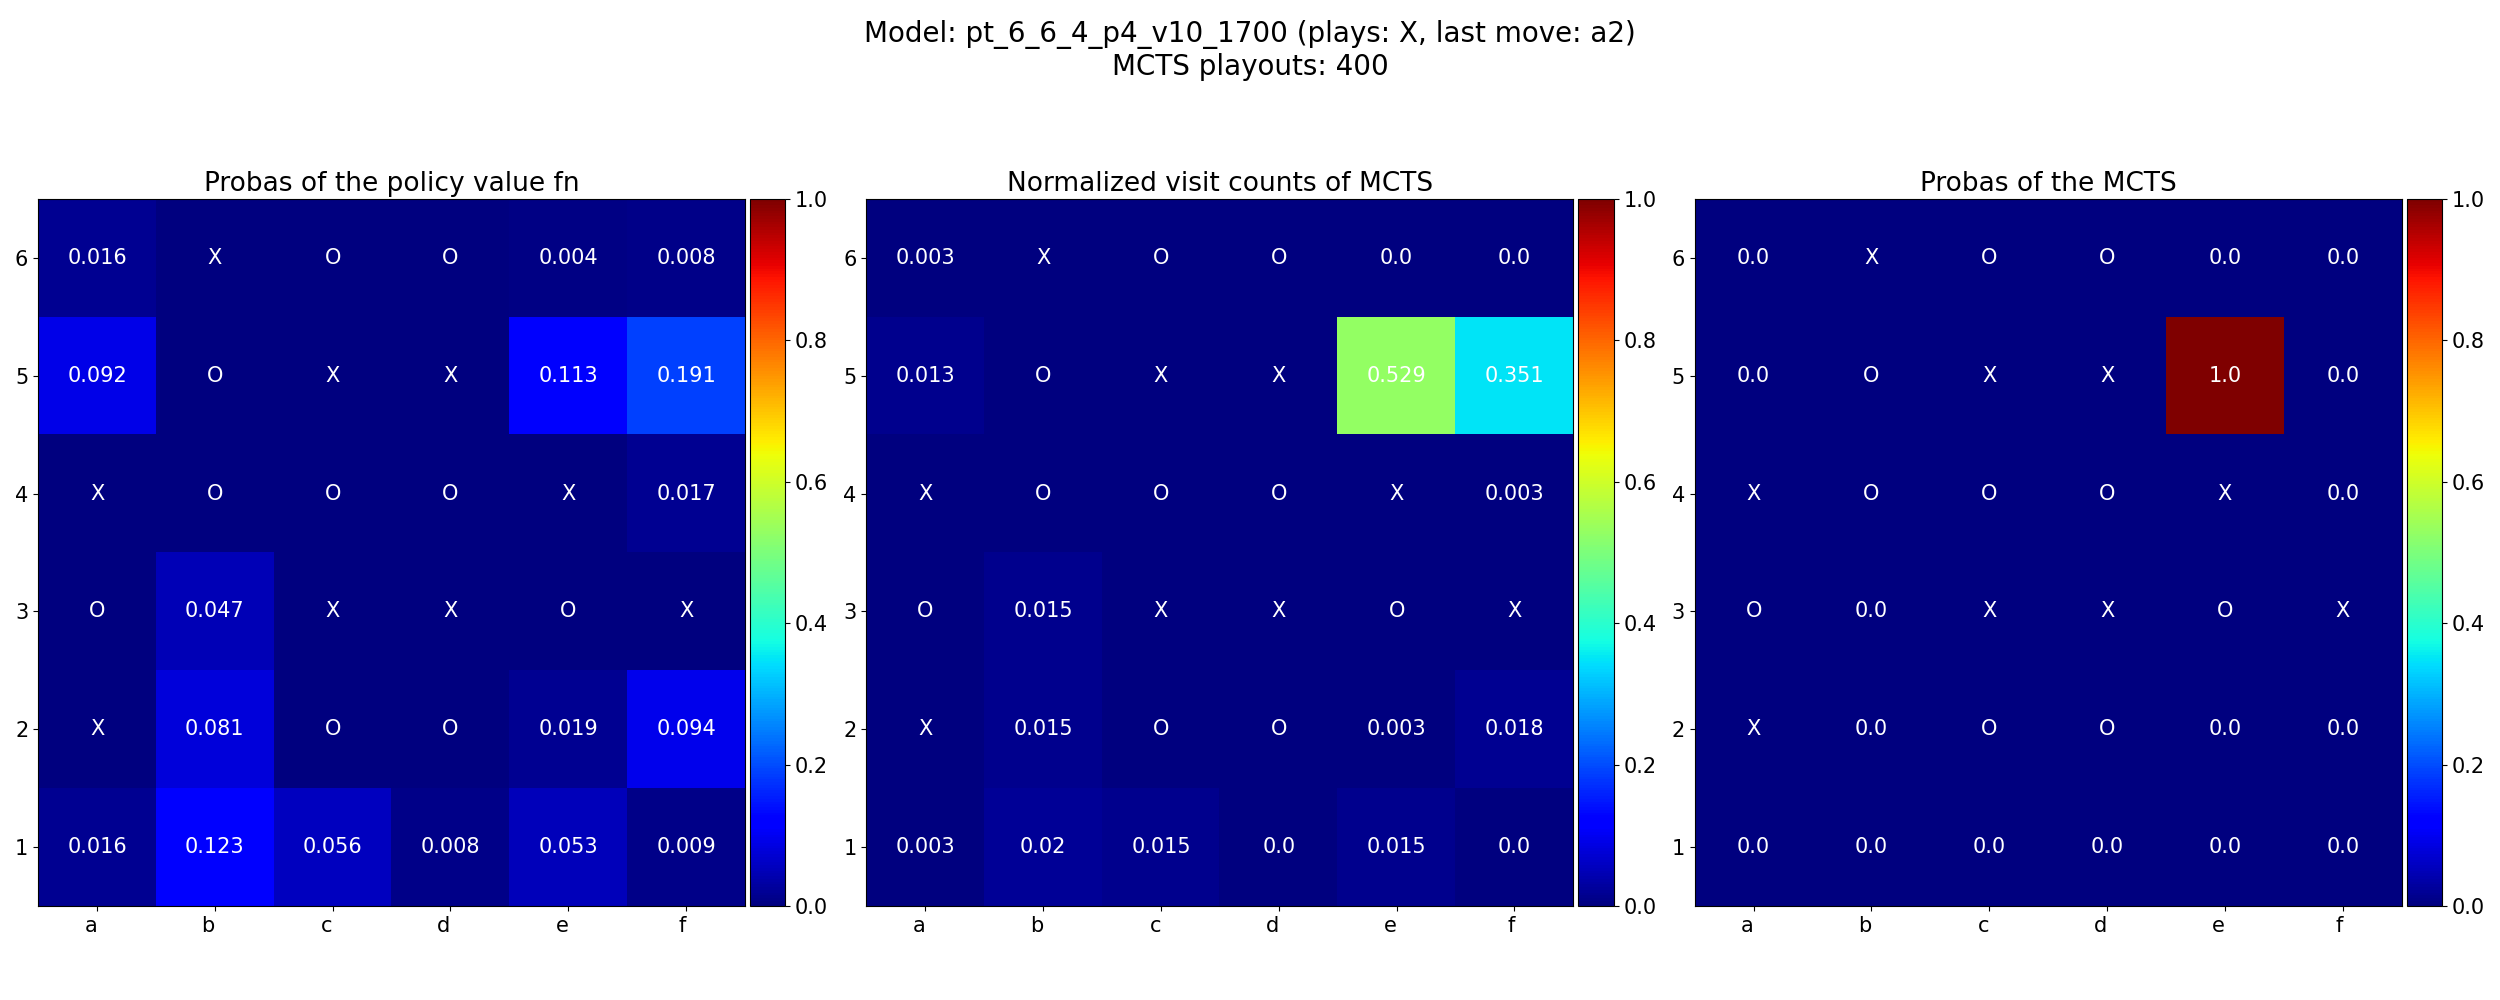 Model: pt_6_6_4_p4_v10_1700 (plays: X, last move: a2)
MCTS playouts: 400
Probas of the policy value fn
6 0.016 X O O 0.004 0.008
5 0.092 O X X 0.113 0.191
4 X O O O X 0.017
3 O 0.047 X X O X
2 X 0.081 O O 0.019 0.094
1 0.016 0.123 0.056 0.008 0.053 0.009
a b c d e f
1.0
0.8
0.6
0.4
0.2
0.0
Normalized visit counts of MCTS
6 0.003 X O O 0.0 0.0
5 0.013 O X X 0.529 0.351
4 X O O O X 0.003
3 O 0.015 X X O X
2 X 0.015 O O 0.003 0.018
1 0.003 0.02 0.015 0.0 0.015 0.0
a b c d e f
1.0
0.8
0.6
0.4
0.2
0.0
Probas of the MCTS
6 0.0 X O O 0.0 0.0
5 0.0 O X X 1.0 0.0
4 X O O O X 0.0
3 O 0.0 X X O X
2 X 0.0 O O 0.0 0.0
1 0.0 0.0 0.0 0.0 0.0 0.0
a b c d e f
1.0
0.8
0.6
0.4
0.2
0.0